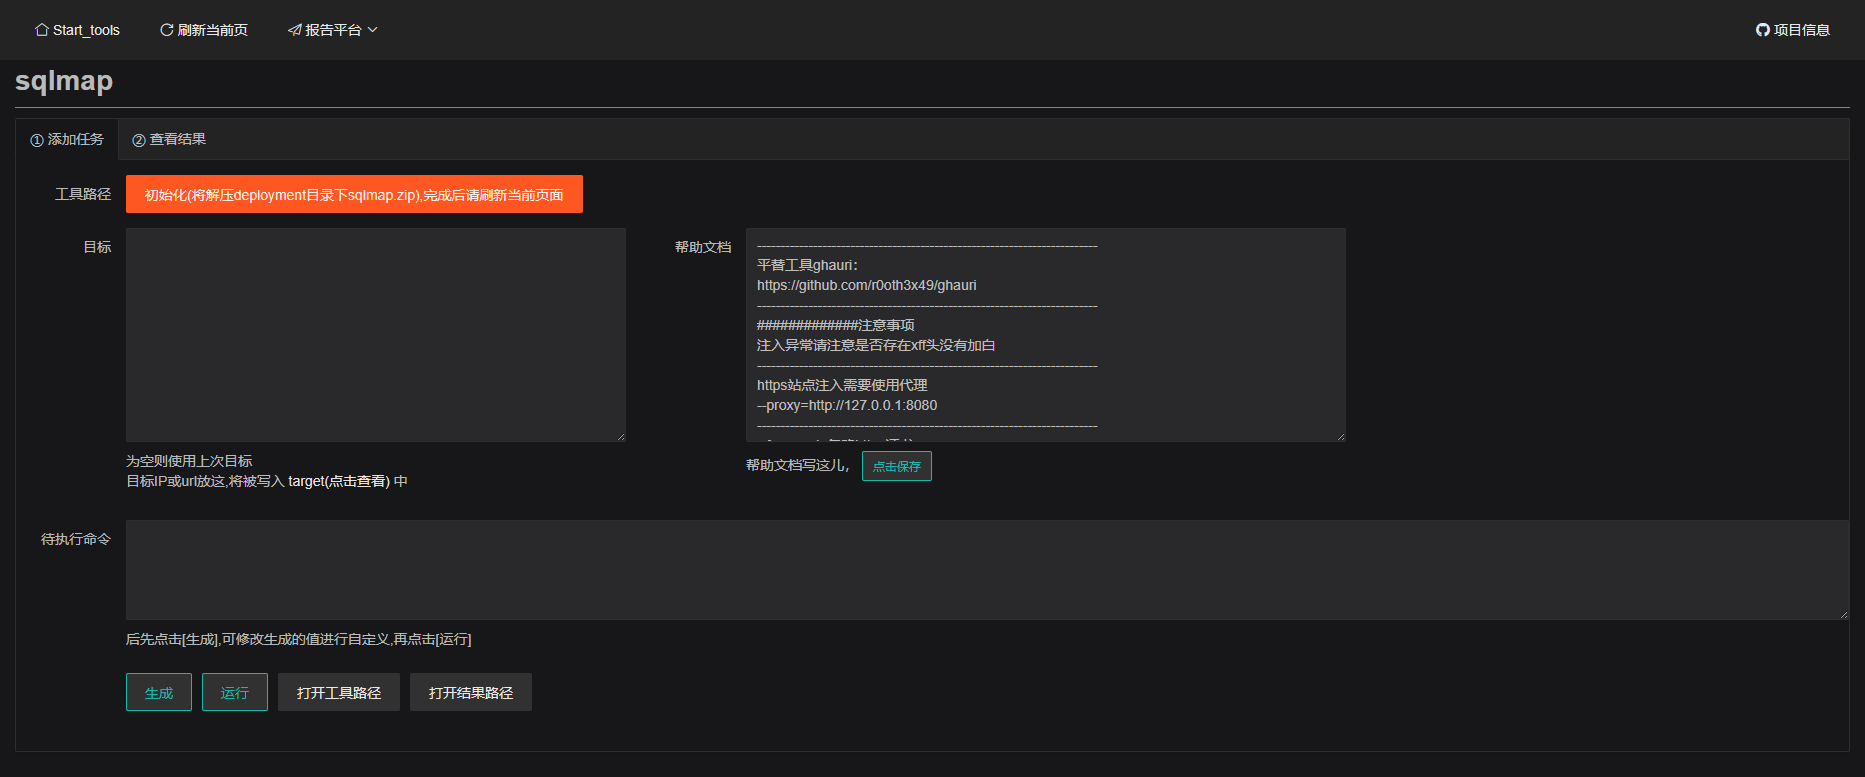 Start_tools
刷新当前页
报告平台
项目信息
sqlmap
① 添加任务
② 查看结果
工具路径
初始化(将解压deployment目录下sqlmap.zip),完成后请刷新当前页面
目标
帮助文档
--------------------------------------------------------------------------
平替工具ghauri：
https://github.com/r0oth3x49/ghauri
--------------------------------------------------------------------------
#############注意事项
注入异常请注意是否存在xff头没有加白
--------------------------------------------------------------------------
https站点注入需要使用代理
--proxy=http://127.0.0.1:8080
--------------------------------------------------------------------------
为空则使用上次目标
目标IP或url放这,将被写入 target(点击查看) 中
帮助文档写这儿，
点击保存
待执行命令
后先点击[生成],可修改生成的值进行自定义,再点击[运行]
生成
运行
打开工具路径
打开结果路径